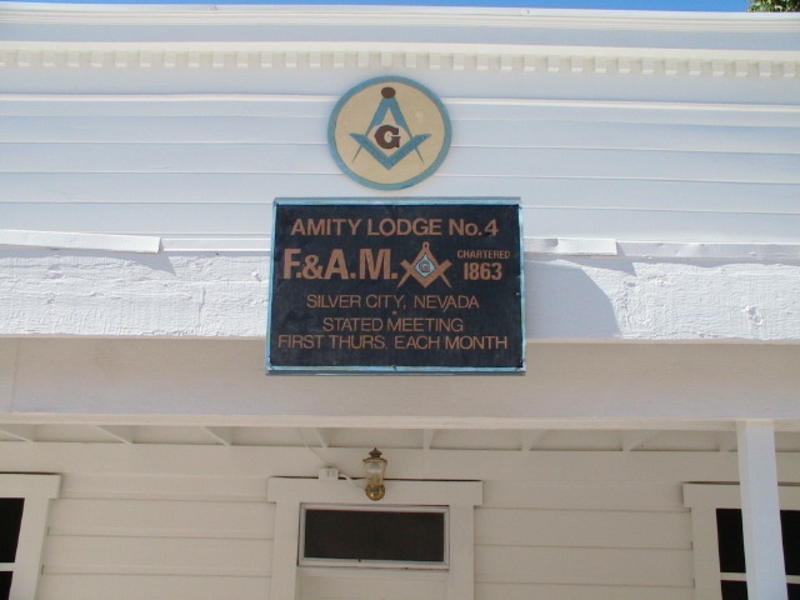 G
AMITY LODGE No. 4
F. & A.M. G CHARTERED 1863
SILVER CITY, NEVADA
STATED MEETING
FIRST THURS. EACH MONTH